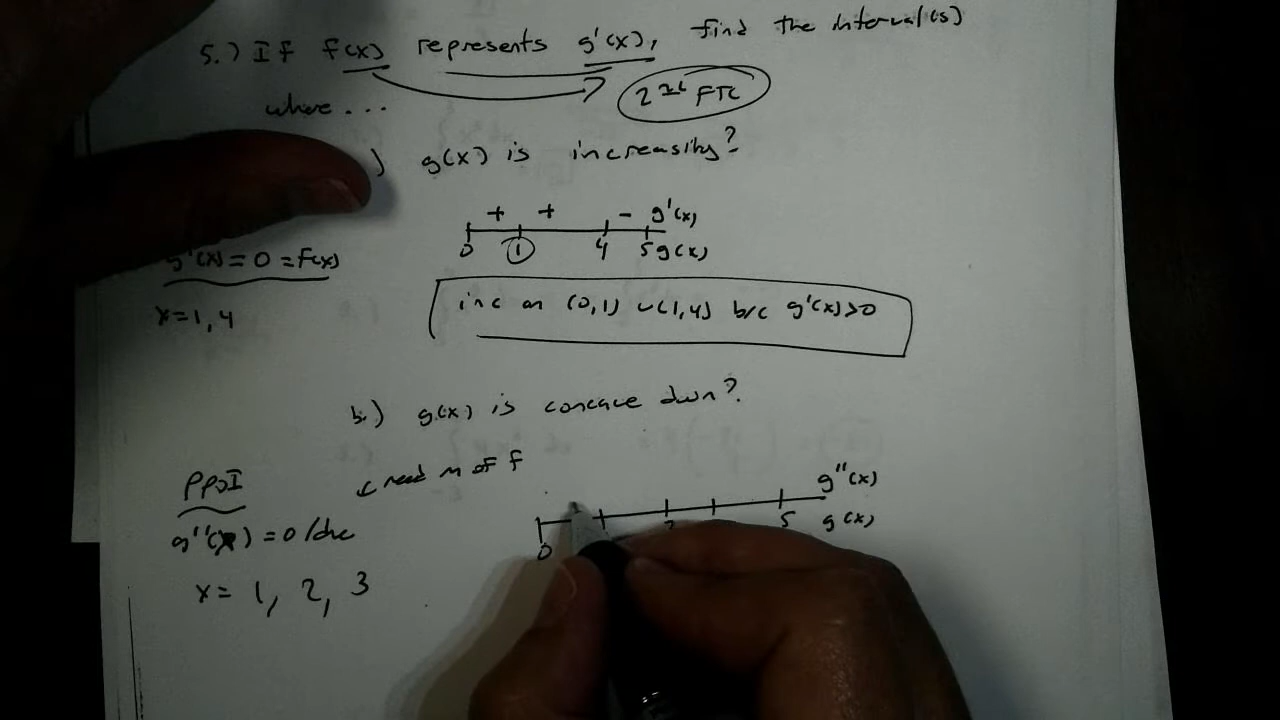 5.) If f(x) represents g'(x), find the interval(s)
where...
2nd FTC
) g(x) is increasing?
+ + - g'(x)
0 1 4 5 g(x)
g'(x) = 0 = f(x)
x = 1, 4
inc on (0,1) ∪ (1,4) b/c g'(x)>0
b.) g(x) is concave down?
PPOI
← need m of f
g''(x)
g''(x) = 0/dne
0 5 g(x)
x = 1, 2, 3